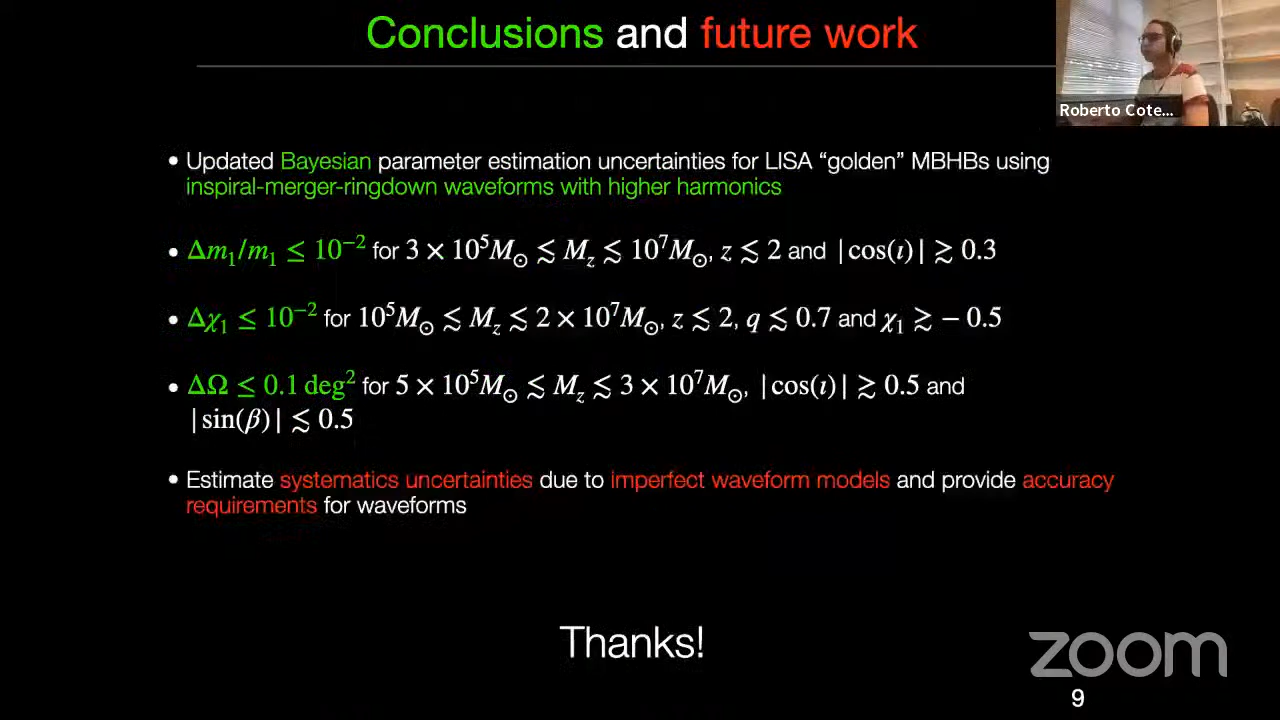 Conclusions and future work
Roberto Cote...
• Updated Bayesian parameter estimation uncertainties for LISA “golden” MBHBs using
inspiral-merger-ringdown waveforms with higher harmonics
• Δm₁/m₁ ≤ 10⁻² for 3 × 10⁵M⊙ ≲ M_z ≲ 10⁷M⊙, z ≲ 2 and |cos(ι)| ≳ 0.3
• Δχ₁ ≤ 10⁻² for 10⁵M⊙ ≲ M_z ≲ 2 × 10⁷M⊙, z ≲ 2, q ≲ 0.7 and χ₁ ≳ − 0.5
• ΔΩ ≤ 0.1 deg² for 5 × 10⁵M⊙ ≲ M_z ≲ 3 × 10⁷M⊙, |cos(ι)| ≳ 0.5 and
|sin(β)| ≲ 0.5
• Estimate systematics uncertainties due to imperfect waveform models and provide accuracy
requirements for waveforms
Thanks!
zoom
9